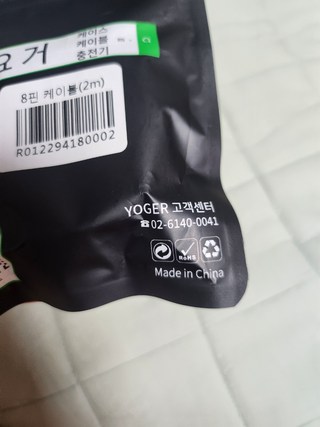 요거
케이스
케이블
충전기
8핀 케이블(2m)
R012294180002
YOGER 고객센터
☎02-6140-0041
RoHS
Made in China